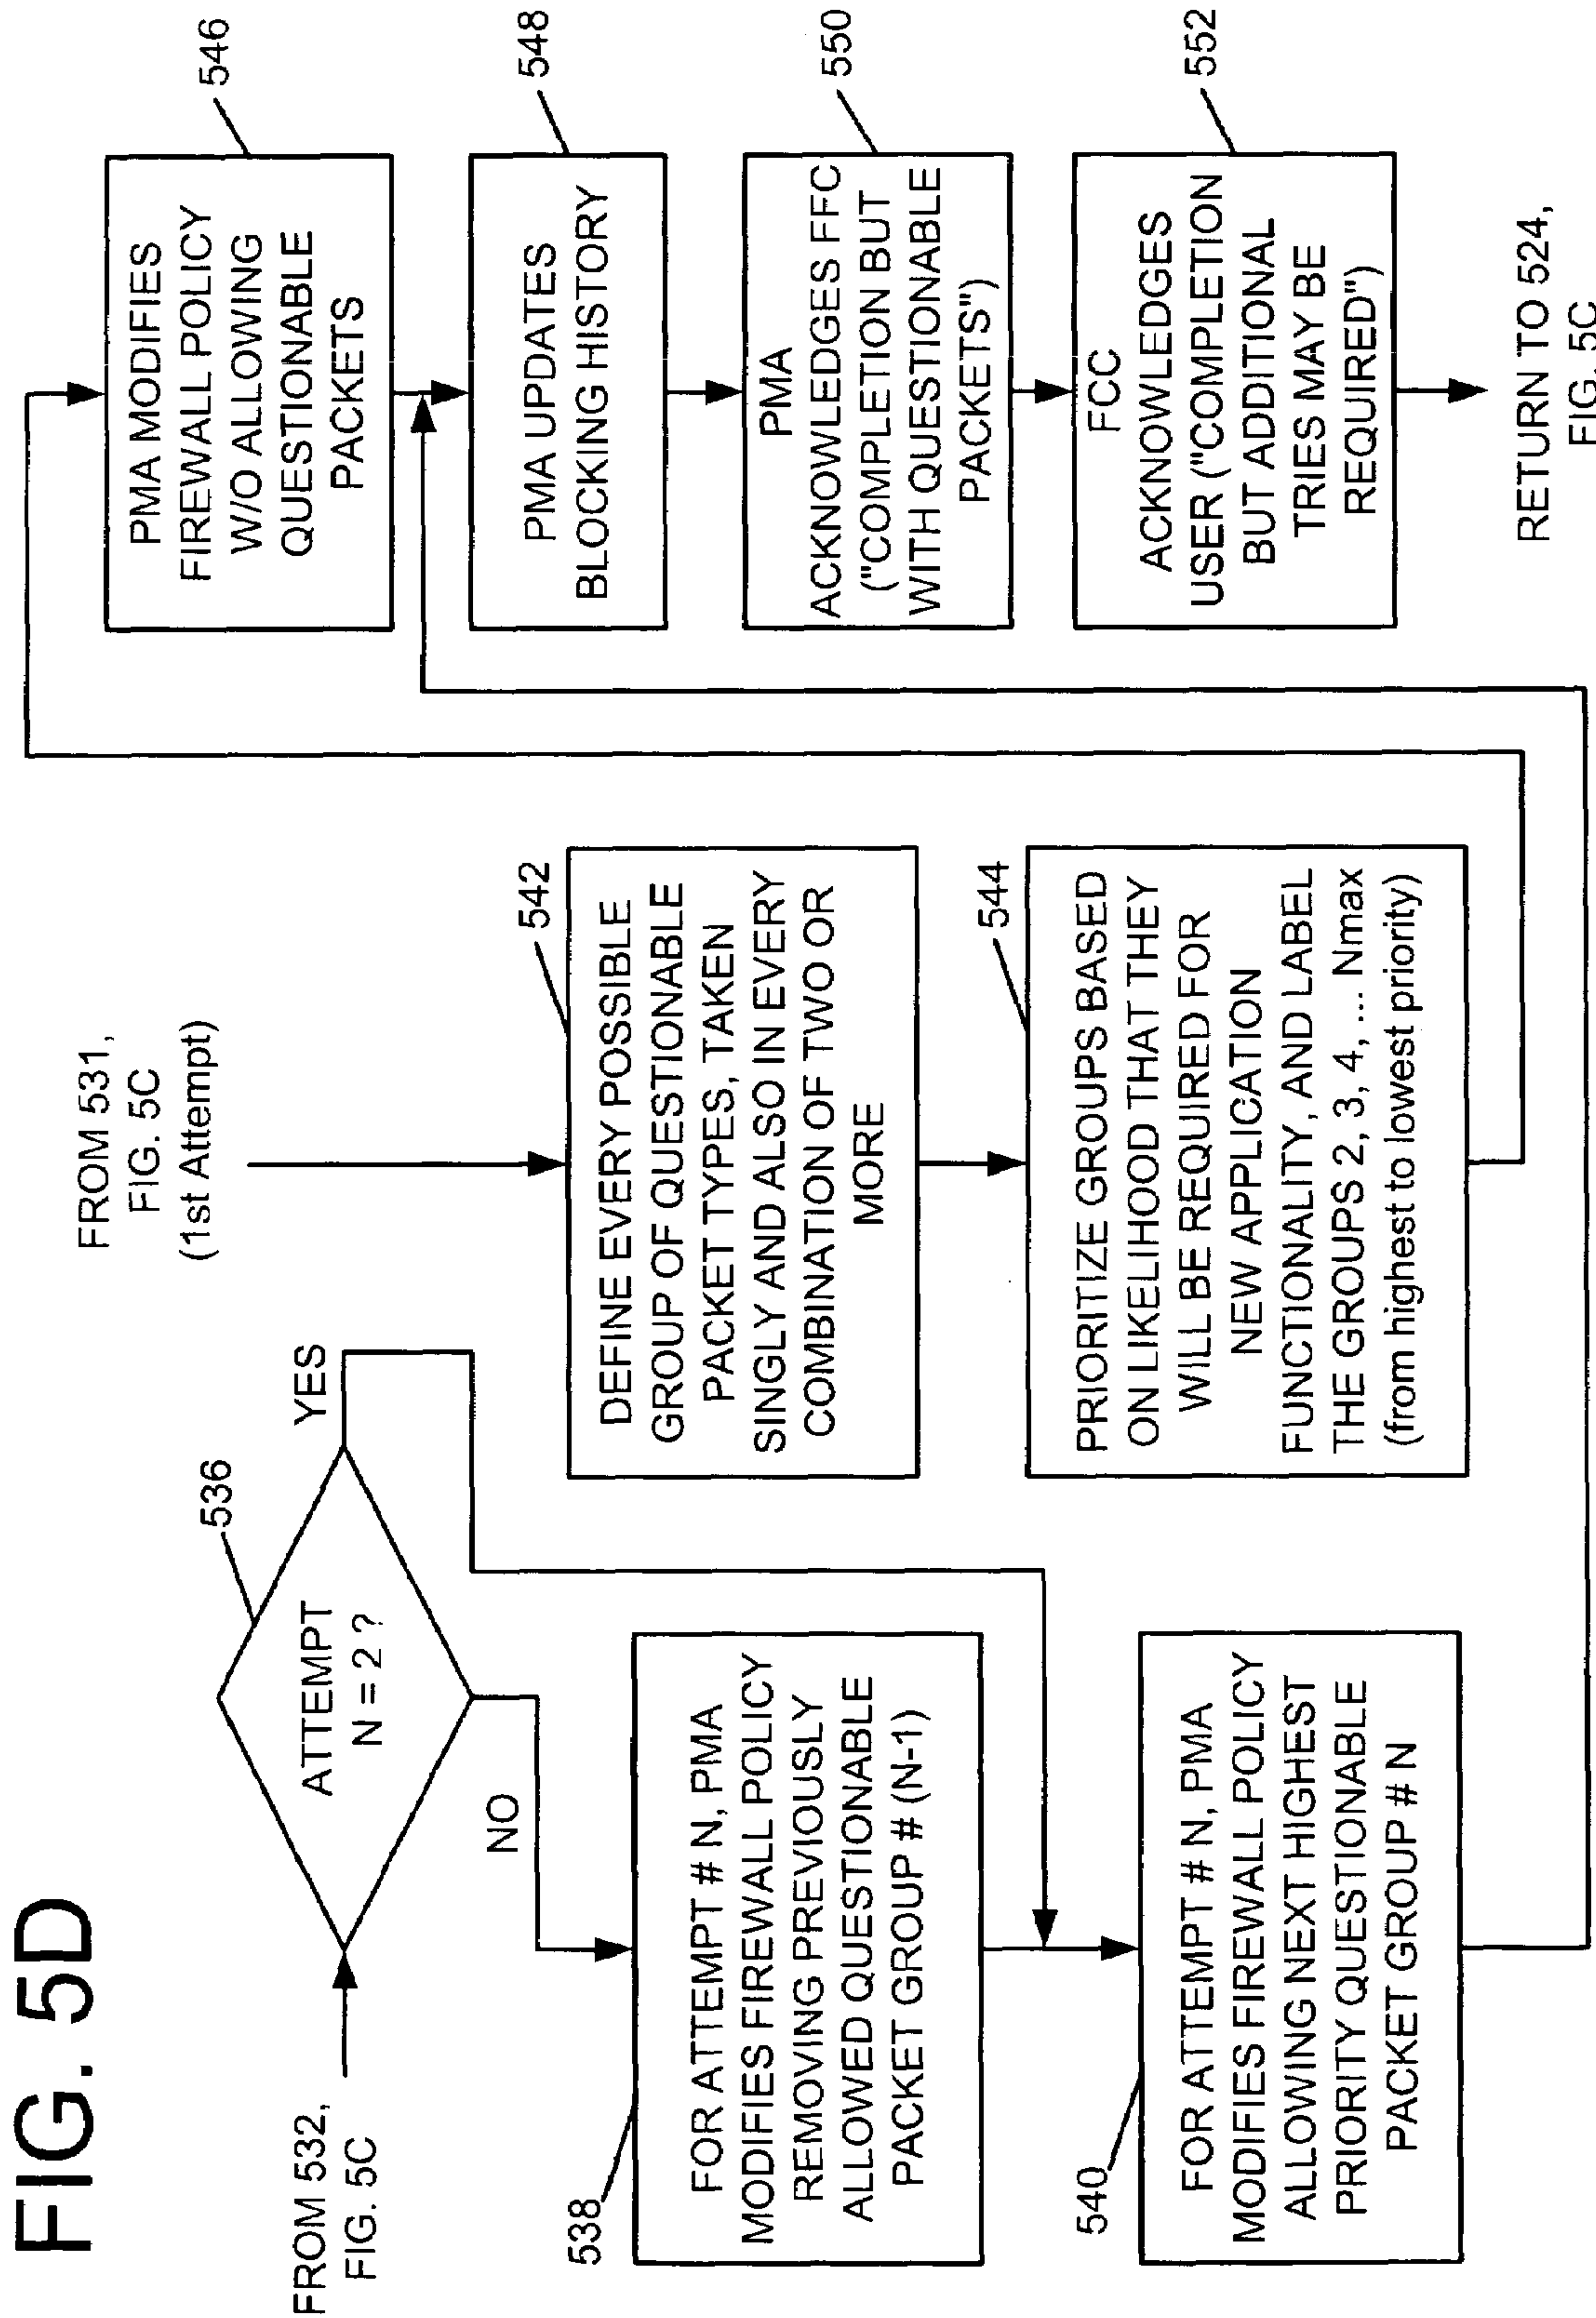 FIG. 5D
FROM 532,
FIG. 5C
ATTEMPT
N = 2 ?
536
YES
NO
538
FOR ATTEMPT # N, PMA
MODIFIES FIREWALL POLICY
REMOVING PREVIOUSLY
ALLOWED QUESTIONABLE
PACKET GROUP # (N-1)
540
FOR ATTEMPT # N, PMA
MODIFIES FIREWALL POLICY
ALLOWING NEXT HIGHEST
PRIORITY QUESTIONABLE
PACKET GROUP # N
FROM 531,
FIG. 5C
(1st Attempt)
542
DEFINE EVERY POSSIBLE
GROUP OF QUESTIONABLE
PACKET TYPES, TAKEN
SINGLY AND ALSO IN EVERY
COMBINATION OF TWO OR
MORE
544
PRIORITIZE GROUPS BASED
ON LIKELIHOOD THAT THEY
WILL BE REQUIRED FOR
NEW APPLICATION
FUNCTIONALITY, AND LABEL
THE GROUPS 2, 3, 4, ... Nmax
(from highest to lowest priority)
546
PMA MODIFIES
FIREWALL POLICY
W/O ALLOWING
QUESTIONABLE
PACKETS
548
PMA UPDATES
BLOCKING HISTORY
550
PMA
ACKNOWLEDGES FFC
("COMPLETION BUT
WITH QUESTIONABLE
PACKETS")
552
FCC
ACKNOWLEDGES
USER ("COMPLETION
BUT ADDITIONAL
TRIES MAY BE
REQUIRED")
RETURN TO 524,
FIG. 5C